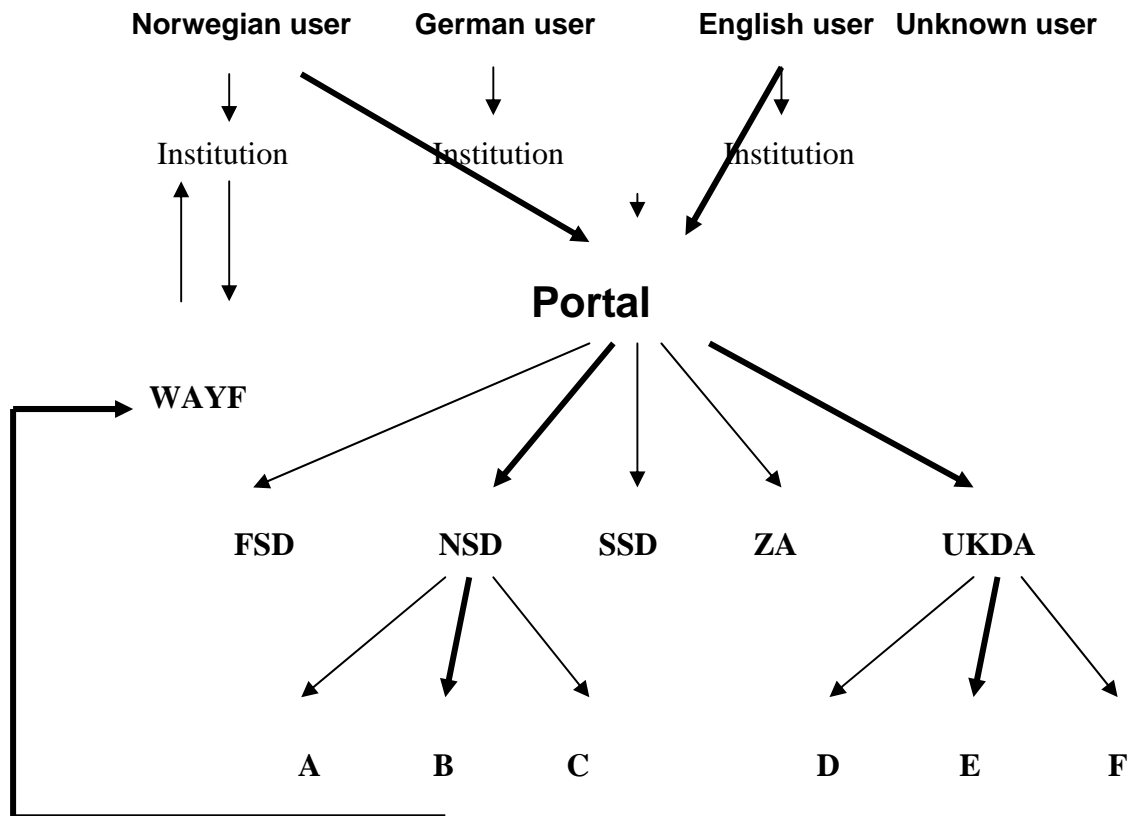 Norwegian user German user English user Unknown user
Institution Institution Institution
Portal
WAYF
FSD NSD SSD ZA UKDA
A B C D E F